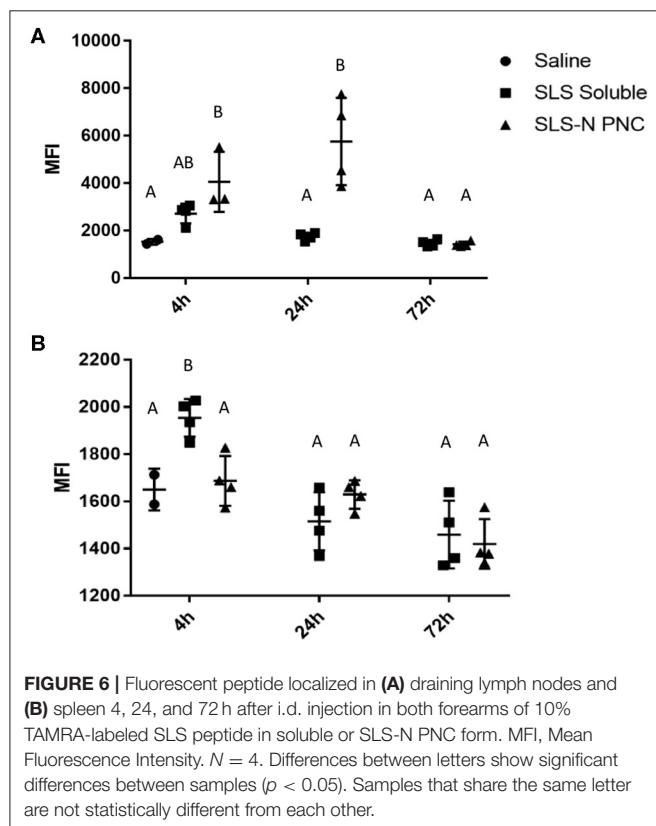 A
10000
8000
6000
4000
2000
0
MFI
A
AB
B
A
B
A
A
4h
24h
72h
Saline
SLS Soluble
SLS-N PNC
B
2200
2000
1800
1600
1400
1200
MFI
A
B
A
A
A
A
A
4h
24h
72h
FIGURE 6 | Fluorescent peptide localized in (A) draining lymph nodes and
(B) spleen 4, 24, and 72 h after i.d. injection in both forearms of 10%
TAMRA-labeled SLS peptide in soluble or SLS-N PNC form. MFI, Mean
Fluorescence Intensity. N = 4. Differences between letters show significant
differences between samples (p < 0.05). Samples that share the same letter
are not statistically different from each other.